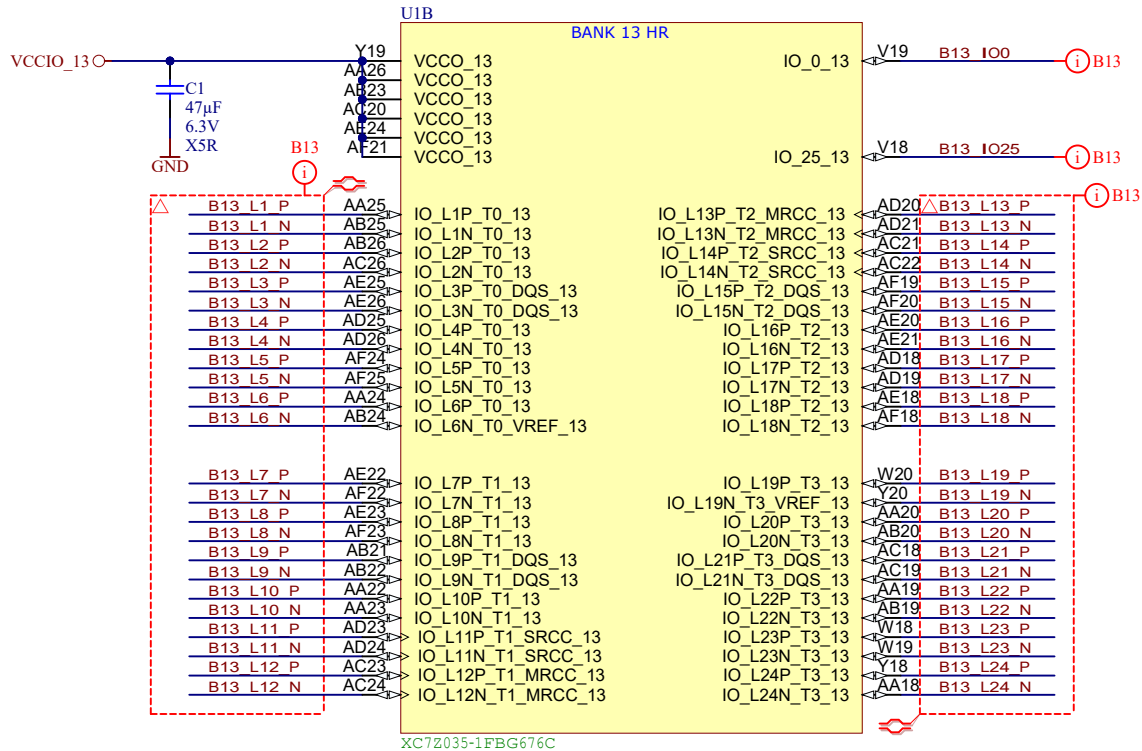 U1B
BANK 13 HR
VCCIO_13
Y19 VCCO_13 IO_0_13 V19 B13_IO0 i B13
AA26 VCCO_13
C1 AB23 VCCO_13
47µF AC20 VCCO_13
6.3V AE24 VCCO_13
X5R AF21 VCCO_13 IO_25_13 V18 B13_IO25 i B13
GND
B13
i
i B13
B13_L1_P AA25 IO_L1P_T0_13 IO_L13P_T2_MRCC_13 AD20 B13_L13_P
B13_L1_N AB25 IO_L1N_T0_13 IO_L13N_T2_MRCC_13 AD21 B13_L13_N
B13_L2_P AB26 IO_L2P_T0_13 IO_L14P_T2_SRCC_13 AC21 B13_L14_P
B13_L2_N AC26 IO_L2N_T0_13 IO_L14N_T2_SRCC_13 AC22 B13_L14_N
B13_L3_P AE25 IO_L3P_T0_DQS_13 IO_L15P_T2_DQS_13 AF19 B13_L15_P
B13_L3_N AE26 IO_L3N_T0_DQS_13 IO_L15N_T2_DQS_13 AF20 B13_L15_N
B13_L4_P AD25 IO_L4P_T0_13 IO_L16P_T2_13 AE20 B13_L16_P
B13_L4_N AD26 IO_L4N_T0_13 IO_L16N_T2_13 AE21 B13_L16_N
B13_L5_P AF24 IO_L5P_T0_13 IO_L17P_T2_13 AD18 B13_L17_P
B13_L5_N AF25 IO_L5N_T0_13 IO_L17N_T2_13 AD19 B13_L17_N
B13_L6_P AA24 IO_L6P_T0_13 IO_L18P_T2_13 AE18 B13_L18_P
B13_L6_N AB24 IO_L6N_T0_VREF_13 IO_L18N_T2_13 AF18 B13_L18_N
B13_L7_P AE22 IO_L7P_T1_13 IO_L19P_T3_13 W20 B13_L19_P
B13_L7_N AF22 IO_L7N_T1_13 IO_L19N_T3_VREF_13 Y20 B13_L19_N
B13_L8_P AE23 IO_L8P_T1_13 IO_L20P_T3_13 AA20 B13_L20_P
B13_L8_N AF23 IO_L8N_T1_13 IO_L20N_T3_13 AB20 B13_L20_N
B13_L9_P AB21 IO_L9P_T1_DQS_13 IO_L21P_T3_DQS_13 AC18 B13_L21_P
B13_L9_N AB22 IO_L9N_T1_DQS_13 IO_L21N_T3_DQS_13 AC19 B13_L21_N
B13_L10_P AA22 IO_L10P_T1_13 IO_L22P_T3_13 AA19 B13_L22_P
B13_L10_N AA23 IO_L10N_T1_13 IO_L22N_T3_13 AB19 B13_L22_N
B13_L11_P AD23 IO_L11P_T1_SRCC_13 IO_L23P_T3_13 W18 B13_L23_P
B13_L11_N AD24 IO_L11N_T1_SRCC_13 IO_L23N_T3_13 W19 B13_L23_N
B13_L12_P AC23 IO_L12P_T1_MRCC_13 IO_L24P_T3_13 Y18 B13_L24_P
B13_L12_N AC24 IO_L12N_T1_MRCC_13 IO_L24N_T3_13 AA18 B13_L24_N
XC7Z035-1FBG676C